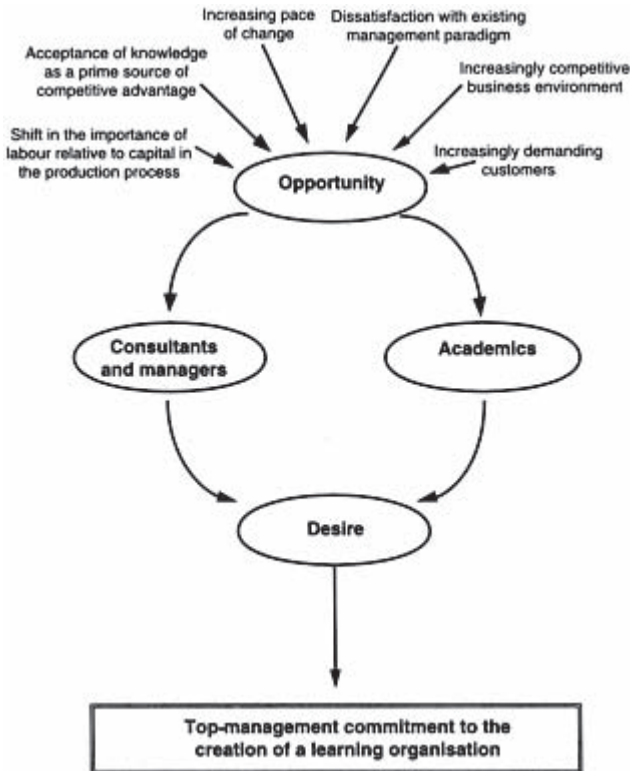 Increasing pace
of change
Dissatisfaction with existing
management paradigm
Acceptance of knowledge
as a prime source of
competitive advantage
Increasingly competitive
business environment
Shift in the importance of
labour relative to capital in
the production process
Increasingly demanding
customers
Opportunity
Consultants
and managers
Academics
Desire
Top-management commitment to the
creation of a learning organisation